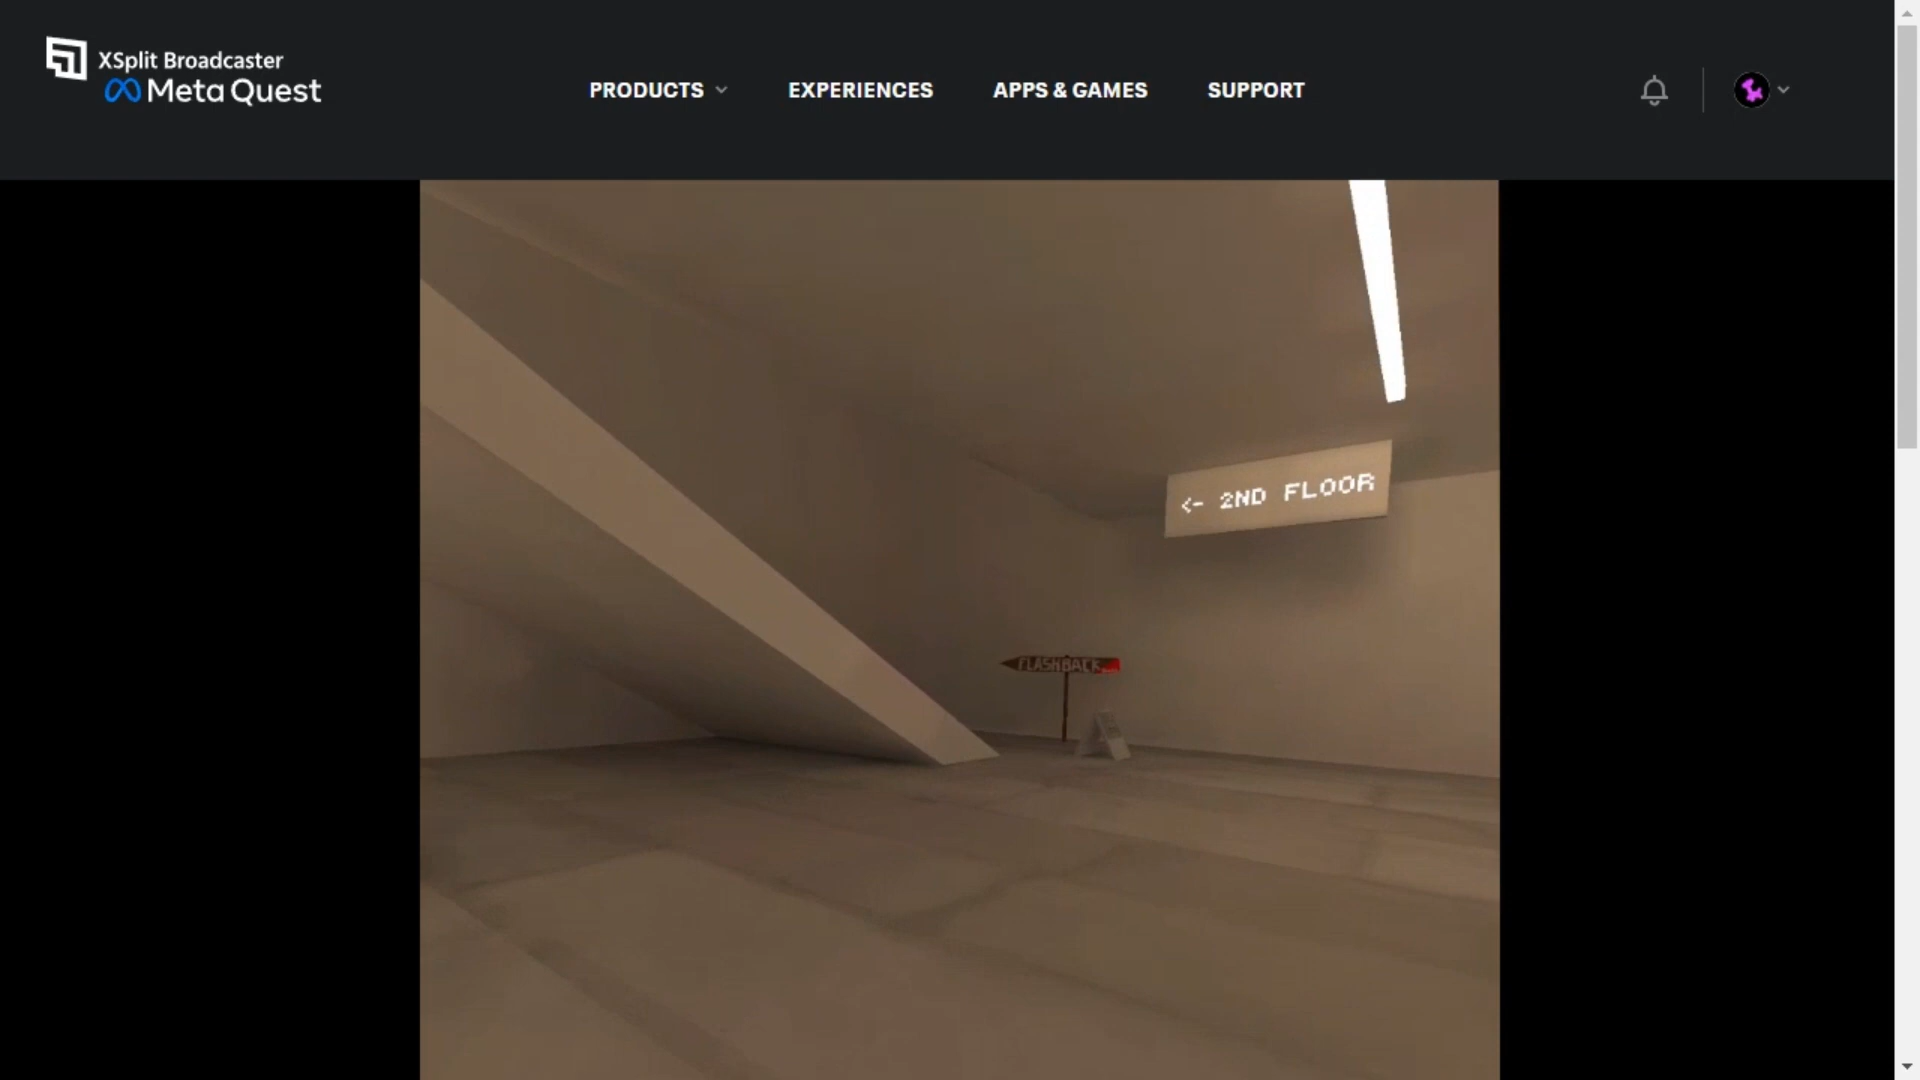 XSplit Broadcaster
Meta Quest
PRODUCTS
EXPERIENCES
APPS & GAMES
SUPPORT
<- 2ND FLOOR
FLASHBACK